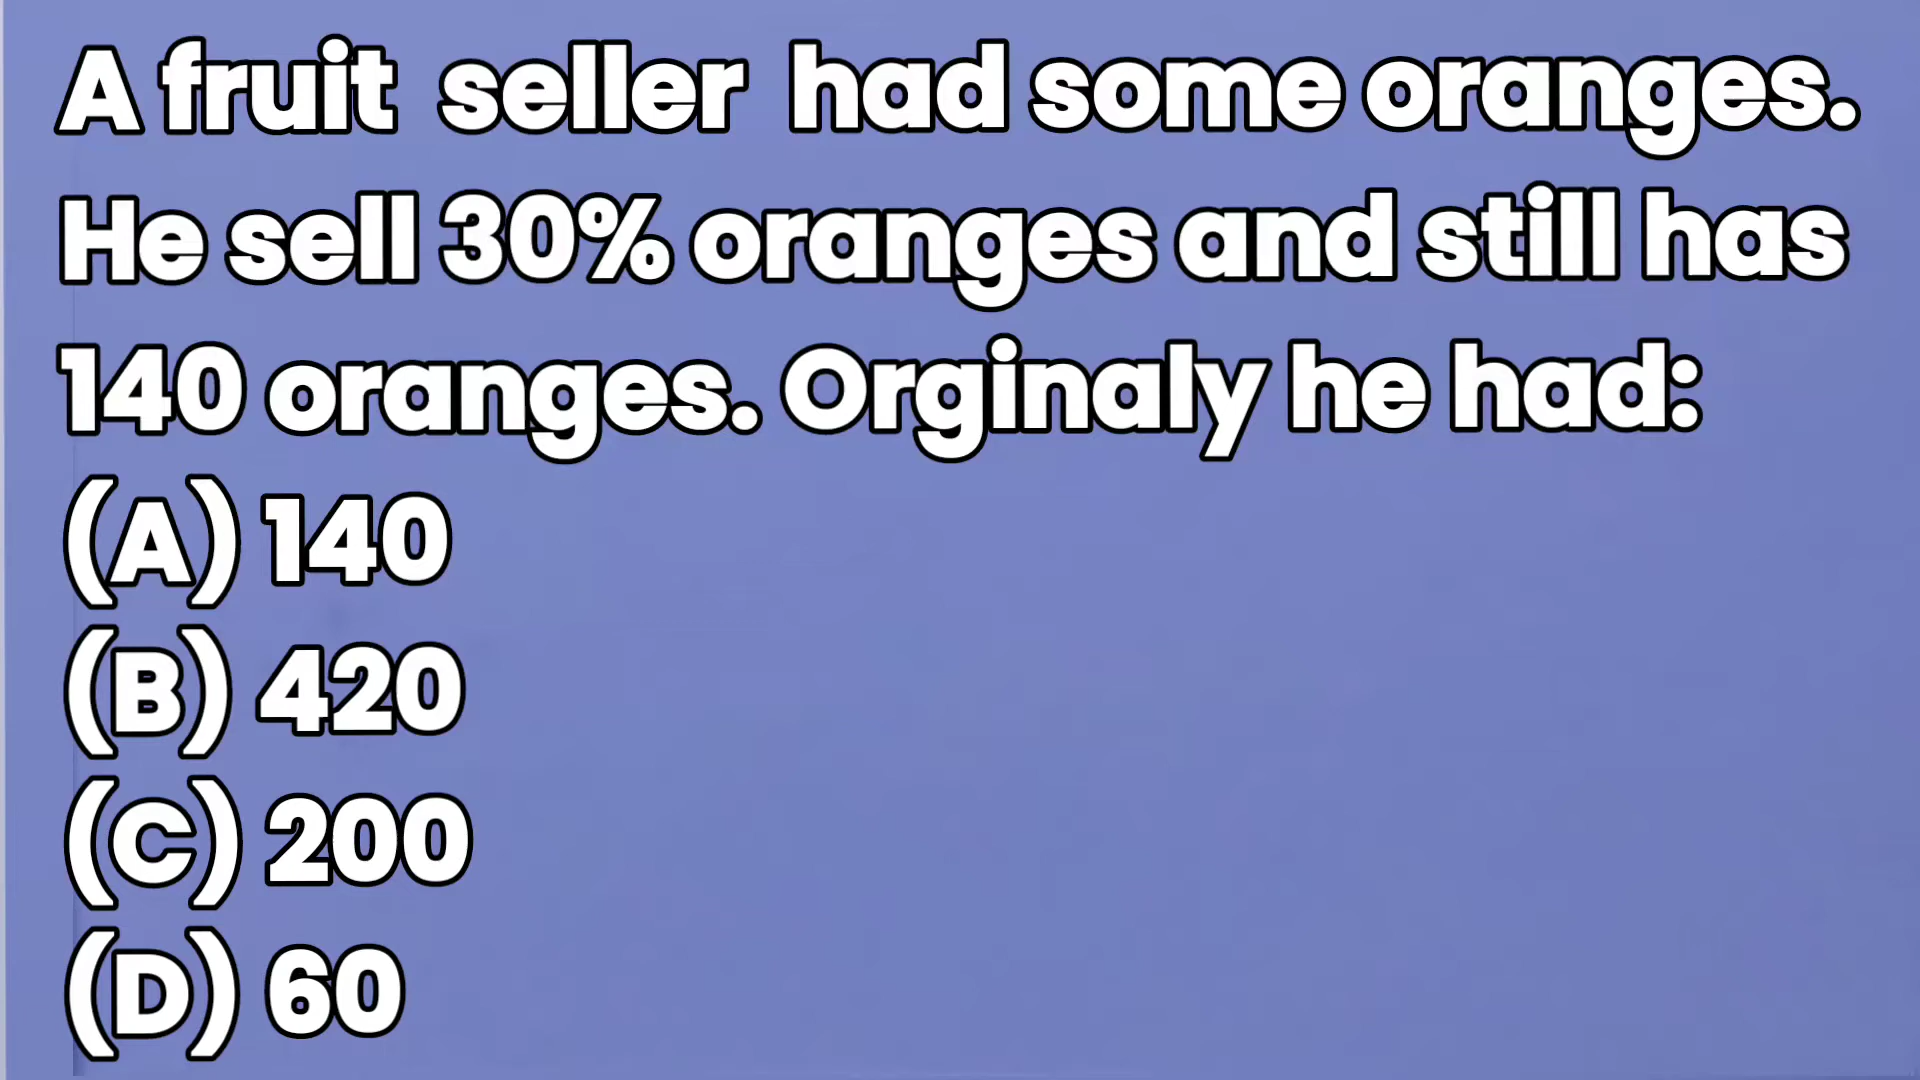 A fruit seller had some oranges.
He sell 30% oranges and still has
140 oranges. Orginaly he had:
(A) 140
(B) 420
(C) 200
(D) 60